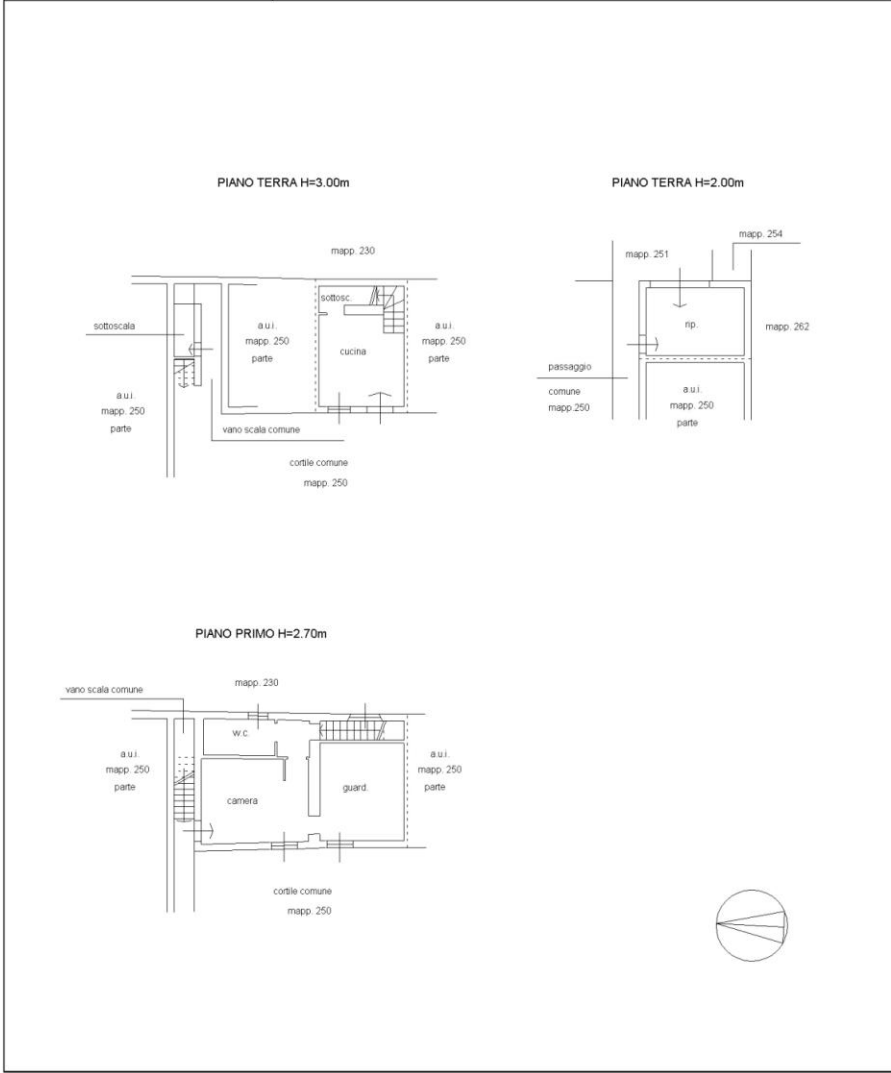 PIANO TERRA H=3.00m
mapp. 230
sottosc.
sottoscala
a.u.i.
mapp. 250
parte
cucina
a.u.i.
mapp. 250
parte
a.u.i.
mapp. 250
parte
vano scala comune
cortile comune
mapp. 250
PIANO TERRA H=2.00m
mapp. 254
mapp. 251
rip.
mapp. 262
passaggio
comune
mapp.250
a.u.i.
mapp. 250
parte
PIANO PRIMO H=2.70m
vano scala comune
mapp. 230
w.c.
a.u.i.
mapp. 250
parte
camera
guard.
a.u.i.
mapp. 250
parte
cortile comune
mapp. 250